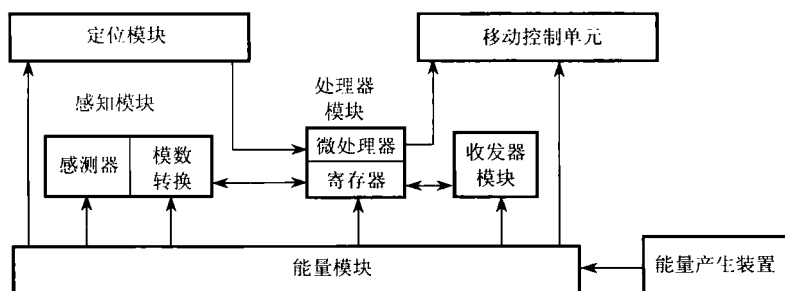 定位模块
移动控制单元
感知模块
处理器
模块
感测器
模数
转换
微处理器
寄存器
收发器
模块
能量模块
能量产生装置